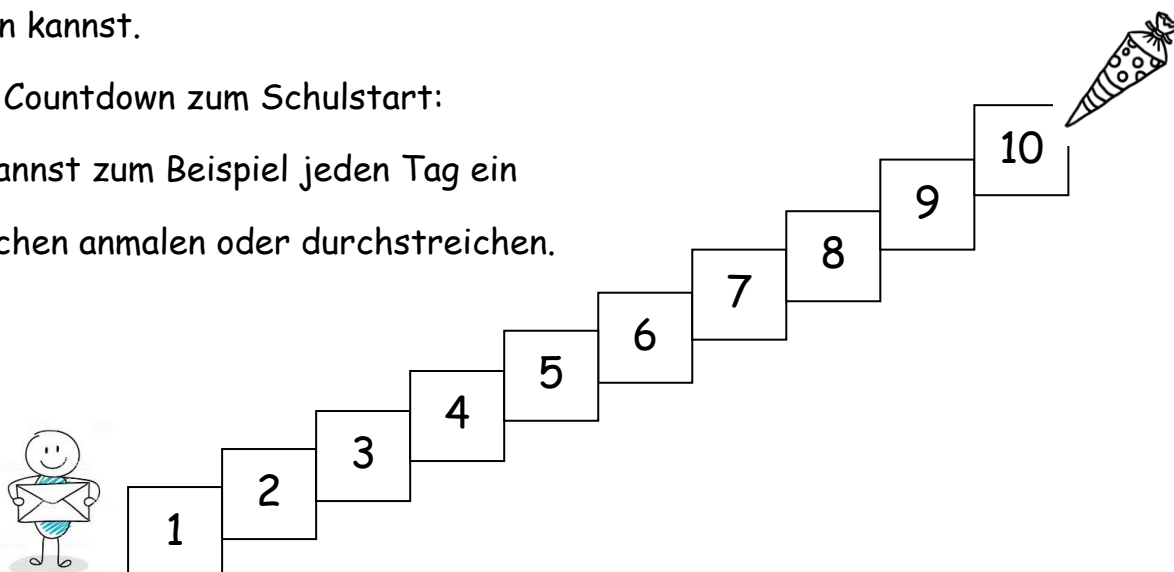 n kannst.
Countdown zum Schulstart:
annst zum Beispiel jeden Tag ein
chen anmalen oder durchstreichen.
10
9
8
7
6
5
4
3
2
1